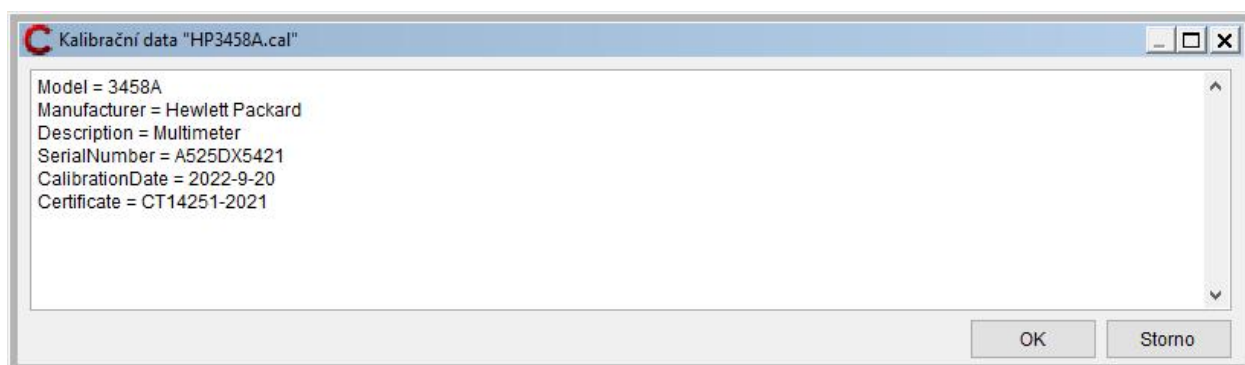 Kalibrační data "HP3458A.cal"
Model = 3458A
Manufacturer = Hewlett Packard
Description = Multimeter
SerialNumber = A525DX5421
CalibrationDate = 2022-9-20
Certificate = CT14251-2021
OK
Storno